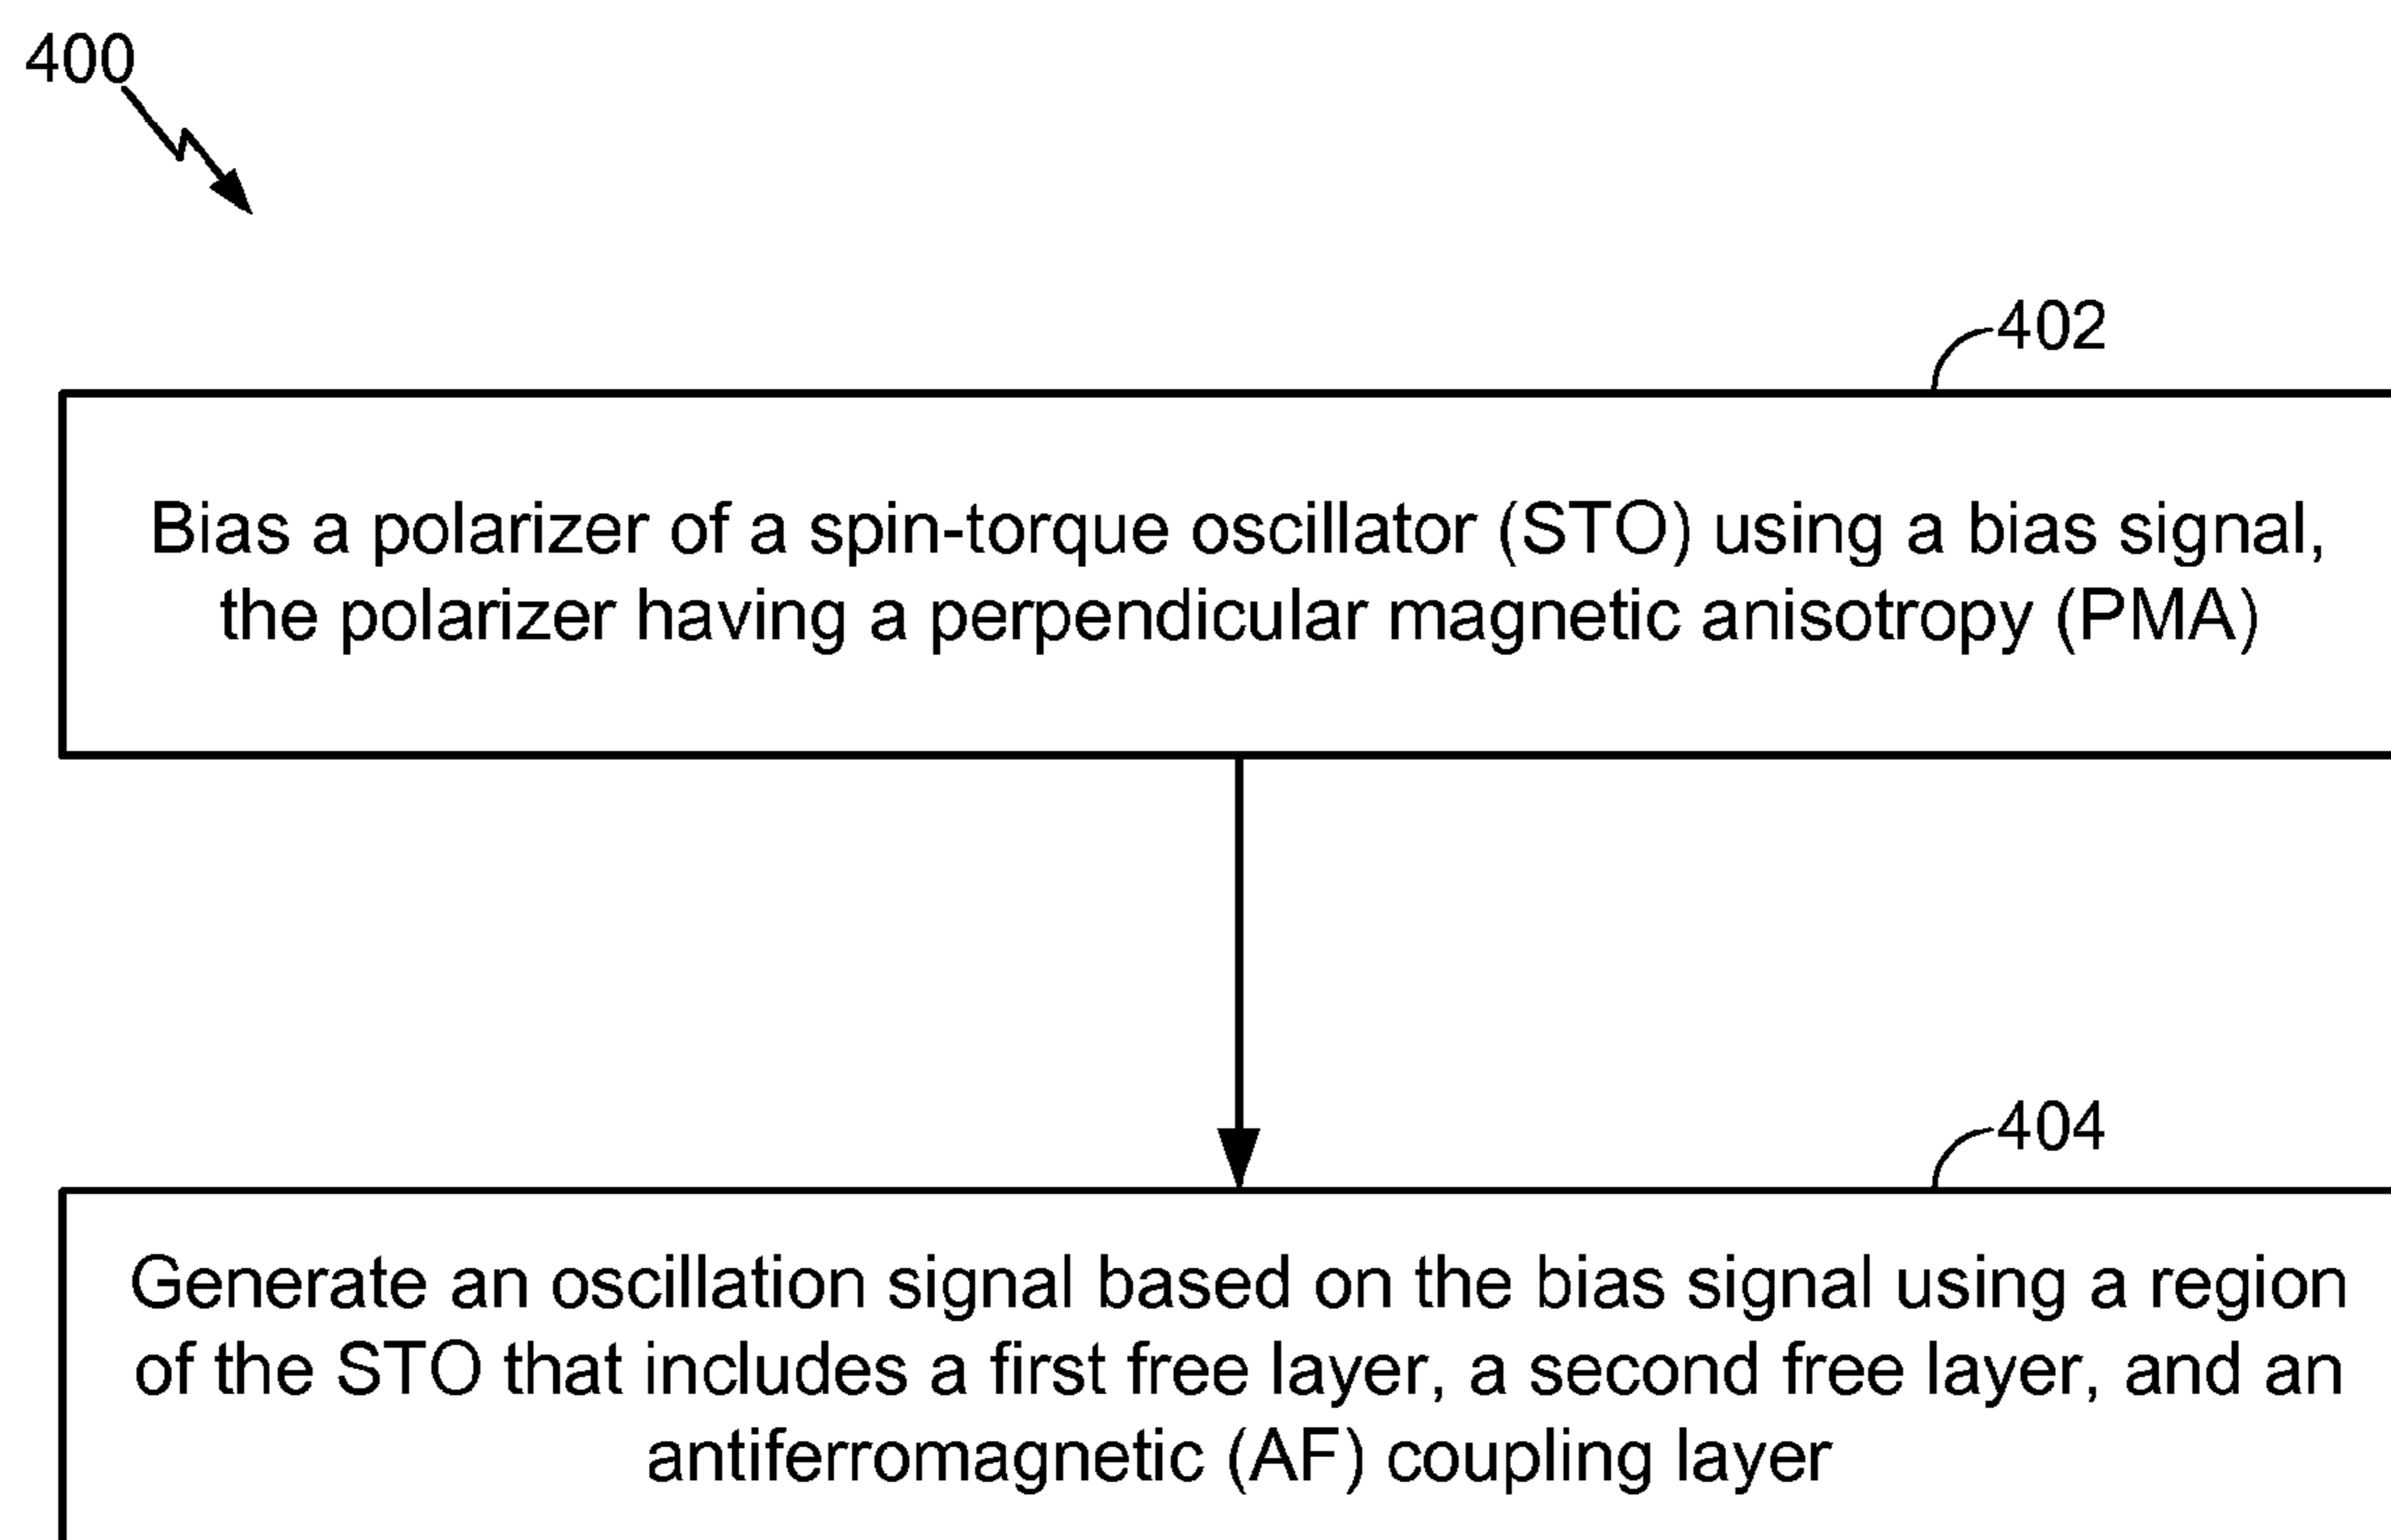 400
402
Bias a polarizer of a spin-torque oscillator (STO) using a bias signal,
the polarizer having a perpendicular magnetic anisotropy (PMA)
404
Generate an oscillation signal based on the bias signal using a region
of the STO that includes a first free layer, a second free layer, and an
antiferromagnetic (AF) coupling layer